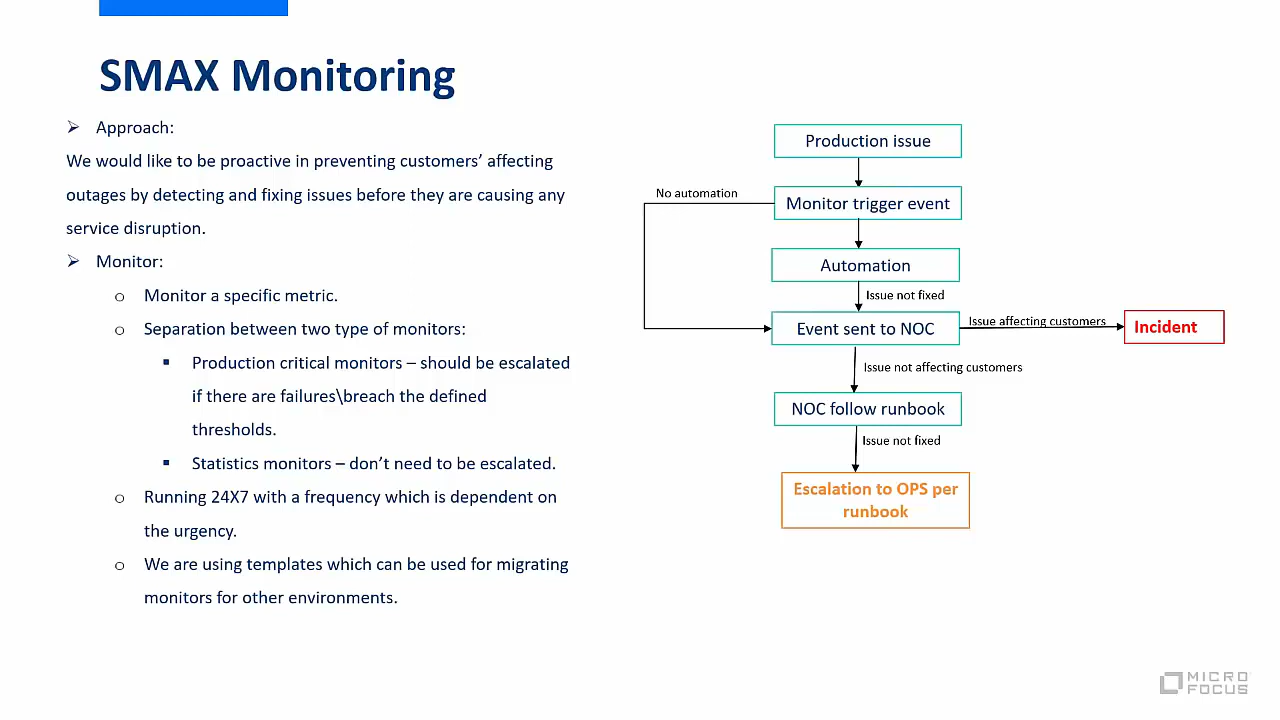 SMAX Monitoring
➢ Approach:
We would like to be proactive in preventing customers’ affecting
outages by detecting and fixing issues before they are causing any
service disruption.
➢ Monitor:
o Monitor a specific metric.
o Separation between two type of monitors:
▪ Production critical monitors – should be escalated
if there are failures\breach the defined
thresholds.
▪ Statistics monitors – don’t need to be escalated.
o Running 24X7 with a frequency which is dependent on
the urgency.
o We are using templates which can be used for migrating
monitors for other environments.
Production issue
No automation
Monitor trigger event
Automation
Issue not fixed
Event sent to NOC
Issue affecting customers
Incident
Issue not affecting customers
NOC follow runbook
Issue not fixed
Escalation to OPS per
runbook
MICRO
FOCUS